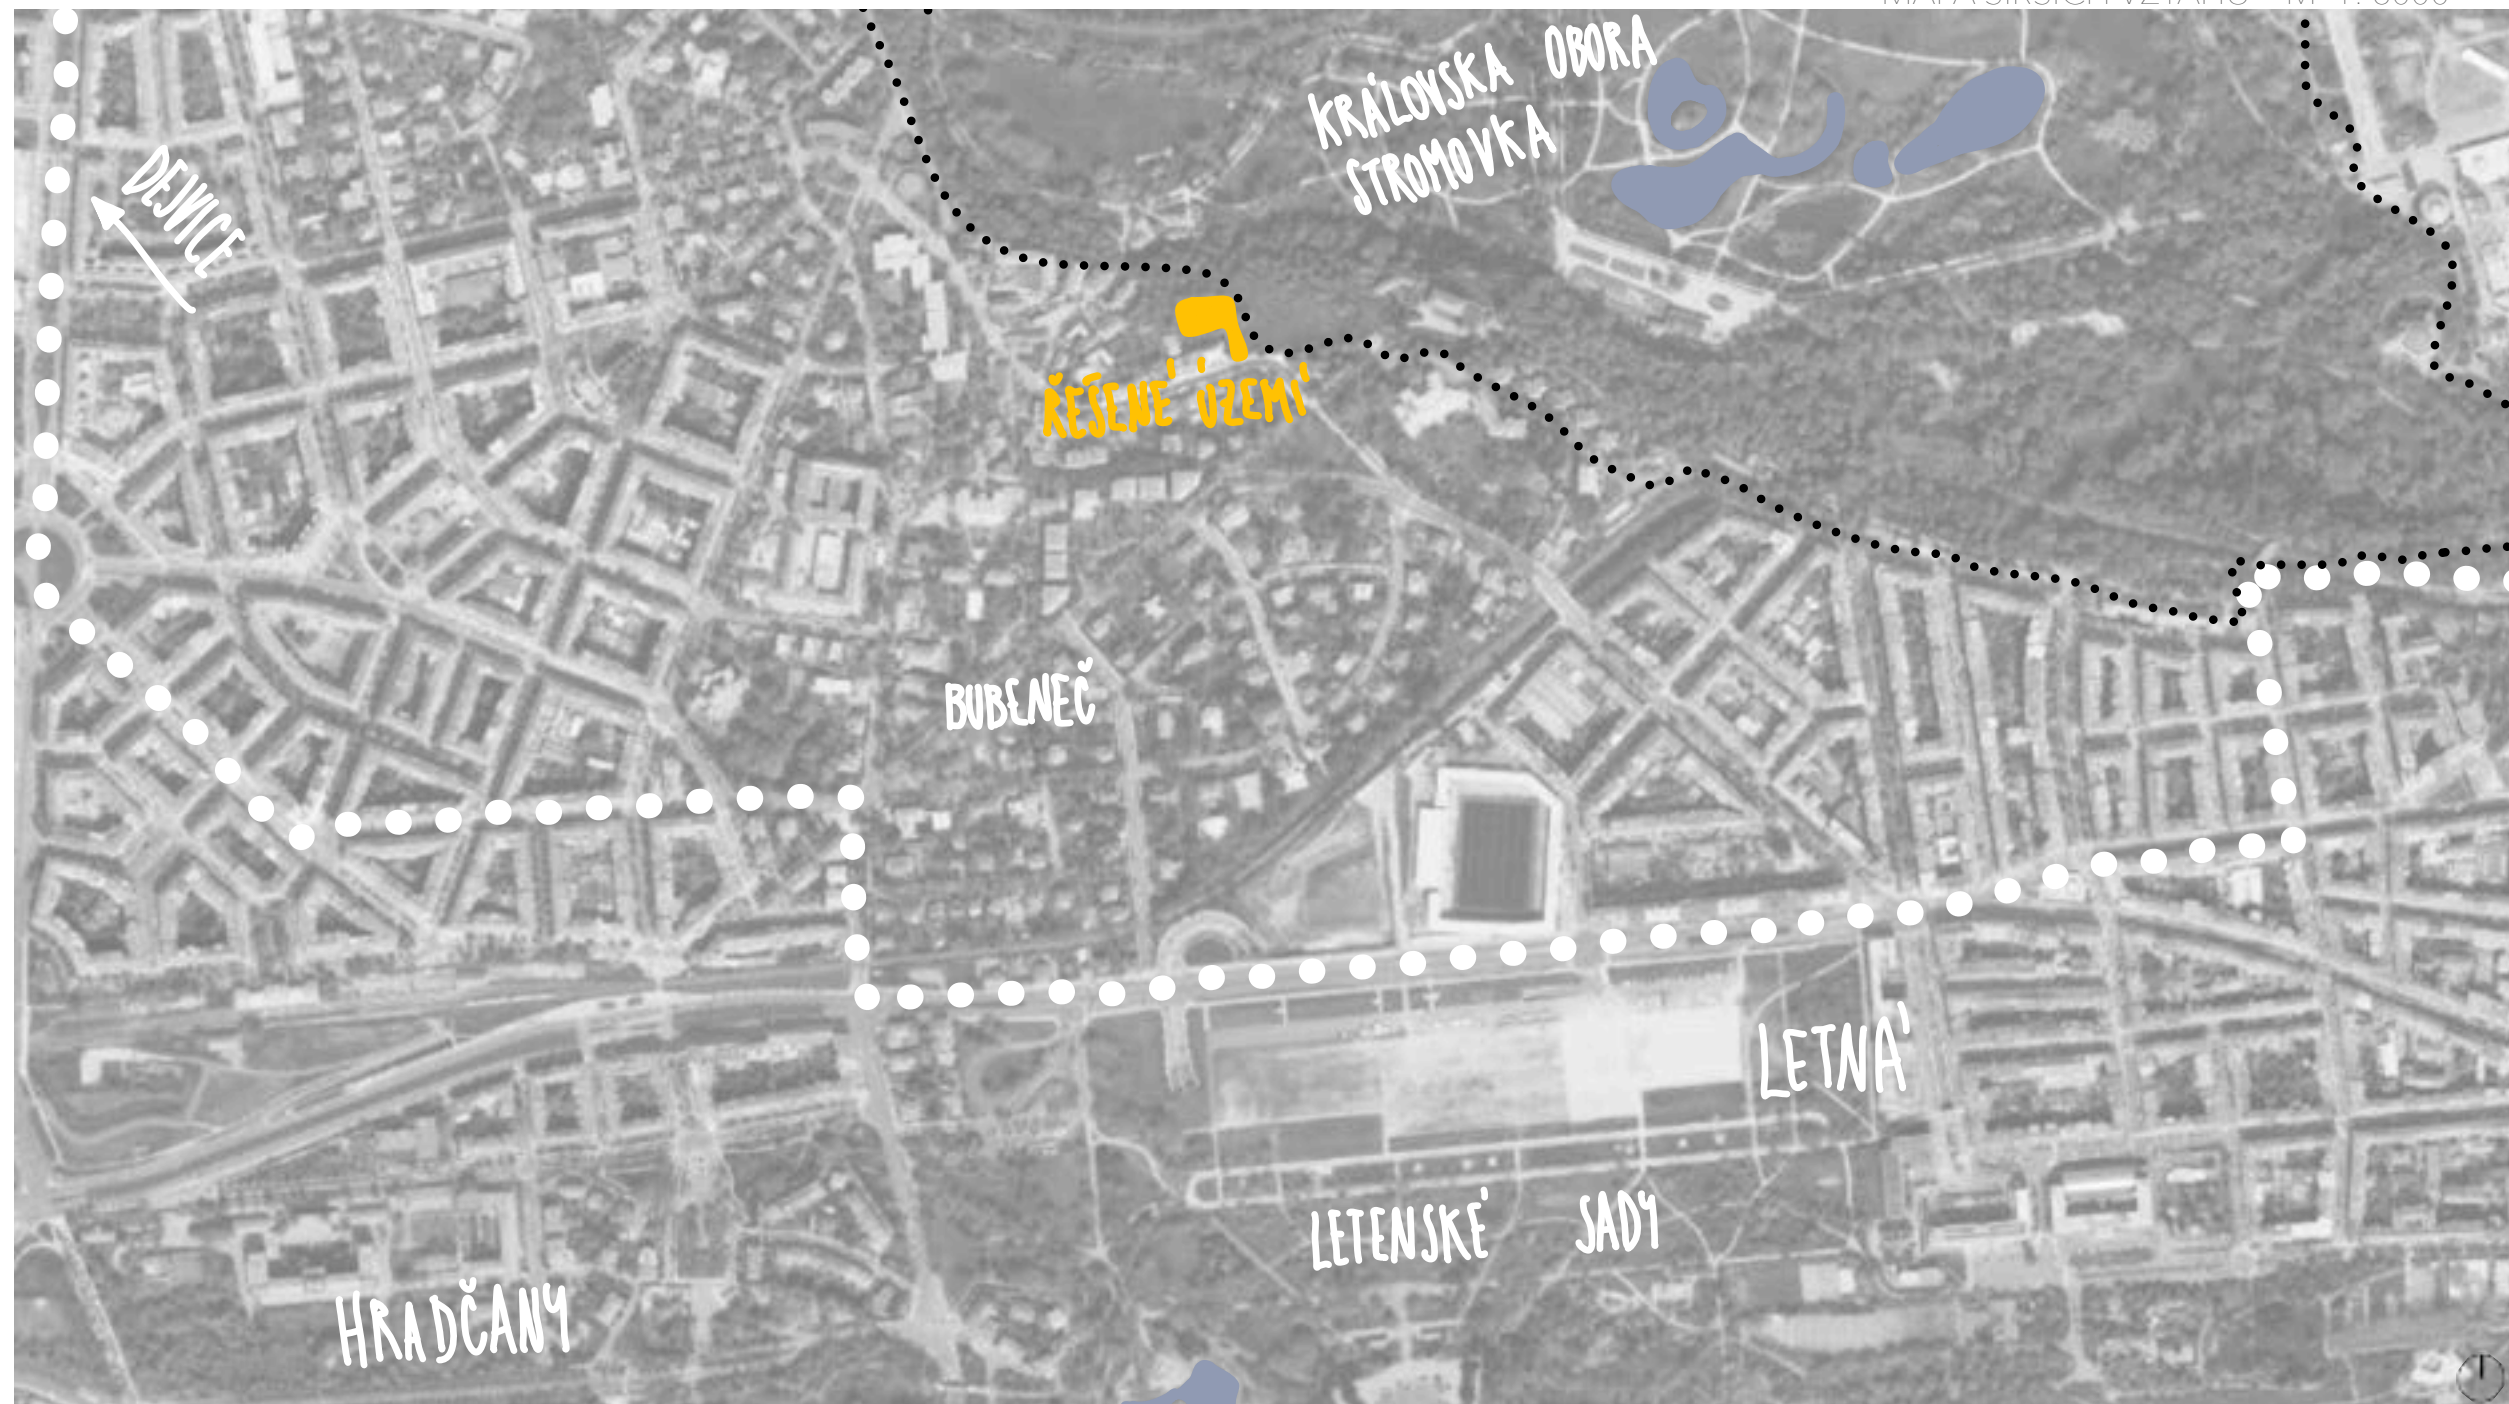 KRÁLOVSKÁ OBORA
STROMOVKA
DEJVICE
ŘEŠENÉ ÚZEMÍ
BUBENEČ
LETNÁ
LETENSKÉ SADY
HRADČANY